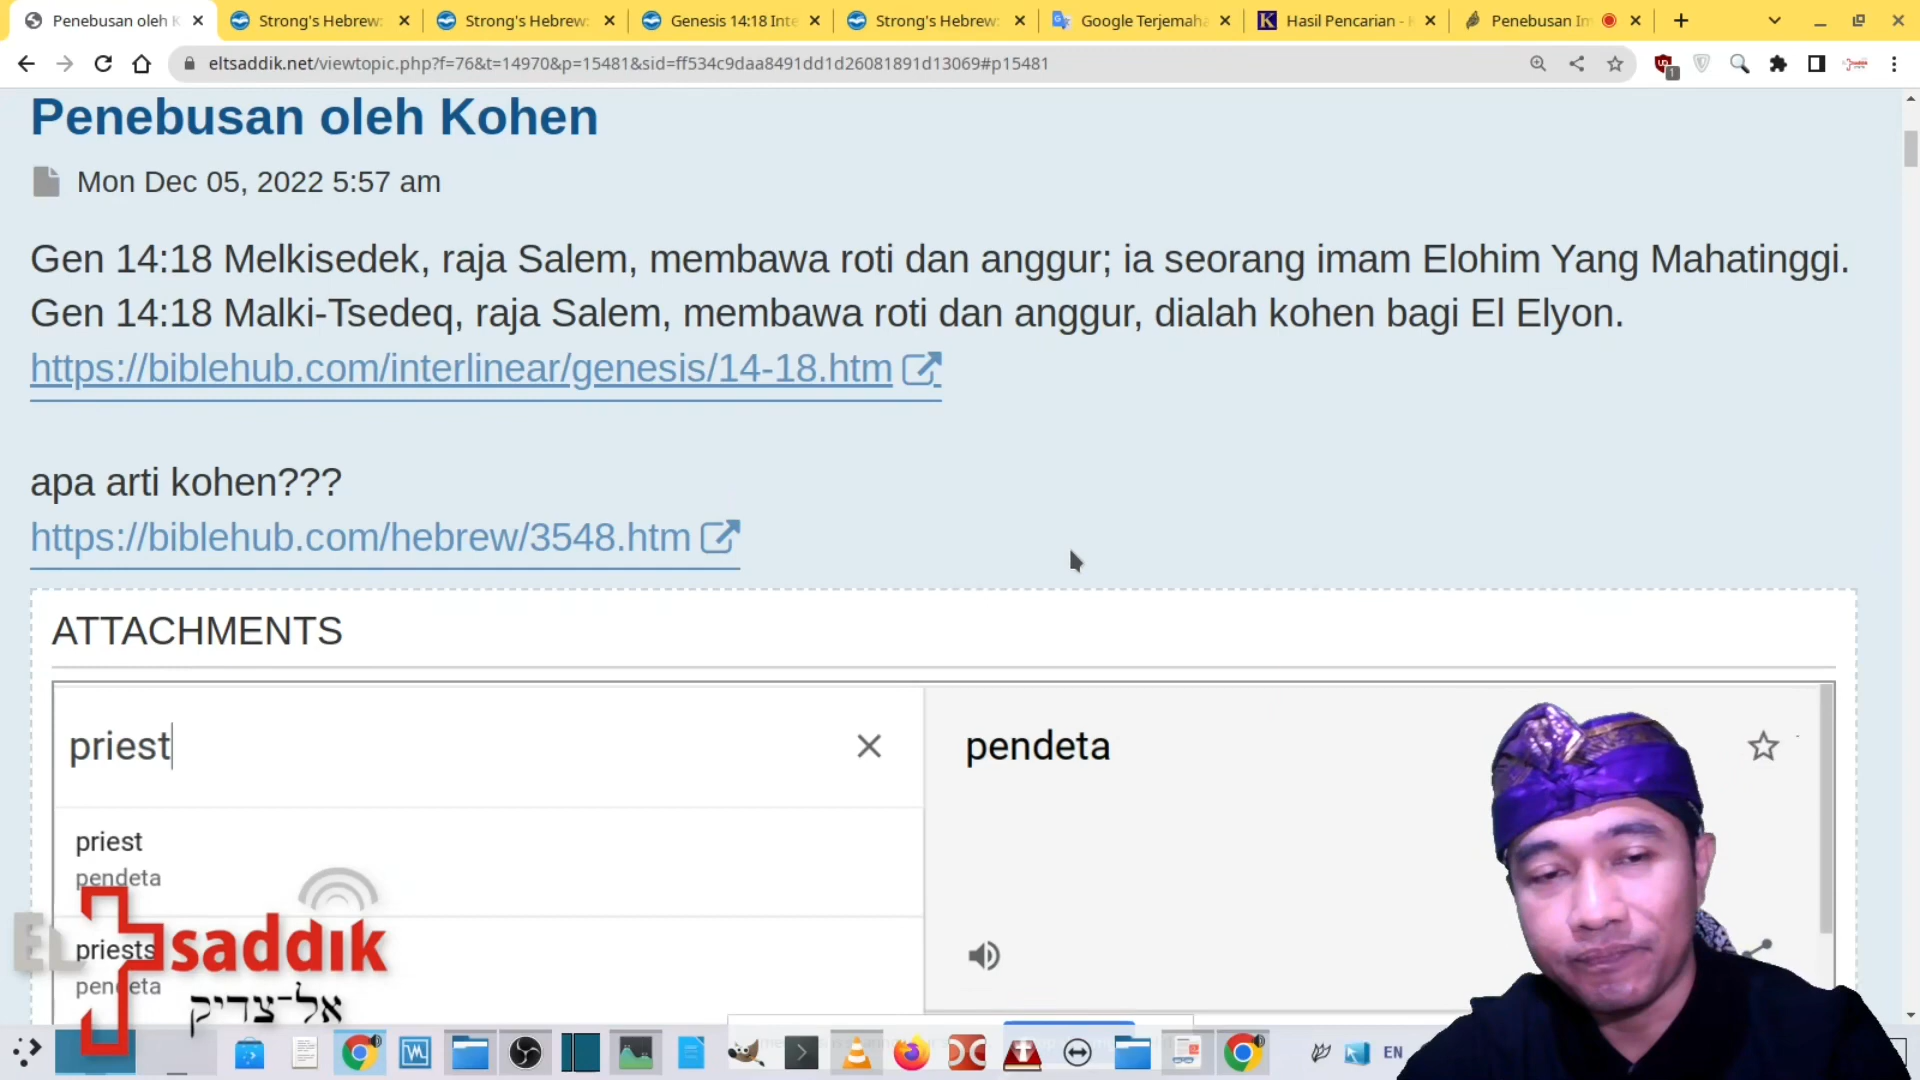 Penebusan oleh K
Strong's Hebrew:
Strong's Hebrew:
Genesis 14:18 Inte
Strong's Hebrew:
Google Terjemaha
Hasil Pencarian -
Penebusan Im
eltsaddik.net/viewtopic.php?f=76&t=14970&p=15481&sid=ff534c9daa8491dd1d26081891d13069#p15481
1
Penebusan oleh Kohen
Mon Dec 05, 2022 5:57 am
Gen 14:18 Melkisedek, raja Salem, membawa roti dan anggur; ia seorang imam Elohim Yang Mahatinggi.
Gen 14:18 Malki-Tsedeq, raja Salem, membawa roti dan anggur, dialah kohen bagi El Elyon.
https://biblehub.com/interlinear/genesis/14-18.htm
apa arti kohen???
https://biblehub.com/hebrew/3548.htm
ATTACHMENTS
priest
pendeta
priest
pendeta
priests
pendeta
EL saddik
אל־צדיק
EN